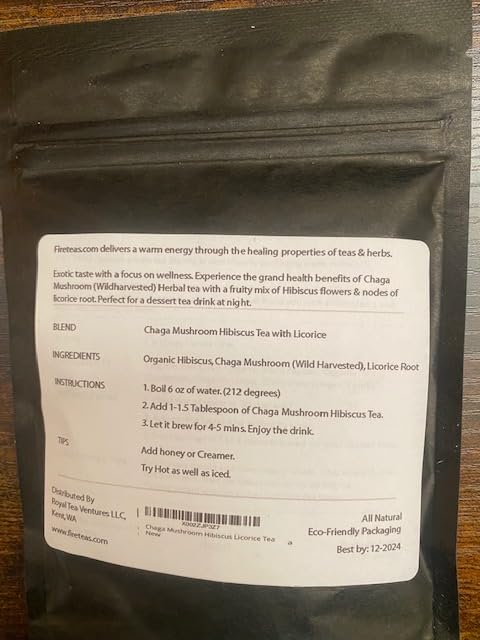 Fireteas.com delivers a warm energy through the healing properties of teas & herbs.
Exotic taste with a focus on wellness. Experience the grand health benefits of Chaga
Mushroom (Wildharvested) Herbal tea with a fruity mix of Hibiscus flowers & nodes of
licorice root. Perfect for a dessert tea drink at night.
BLEND Chaga Mushroom Hibiscus Tea with Licorice
INGREDIENTS Organic Hibiscus, Chaga Mushroom (Wild Harvested), Licorice Root
INSTRUCTIONS 1. Boil 6 oz of water. (212 degrees)
2. Add 1-1.5 Tablespoon of Chaga Mushroom Hibiscus Tea.
3. Let it brew for 4-5 mins. Enjoy the drink.
TIPS Add honey or Creamer.
Try Hot as well as iced.
Distributed By
Royal Tea Ventures LLC,
Kent, WA
www.fireteas.com
X002ZJP3Z7
Chaga Mushroom Hibiscus Licorice Tea a
New
All Natural
Eco-Friendly Packaging
Best by: 12-2024